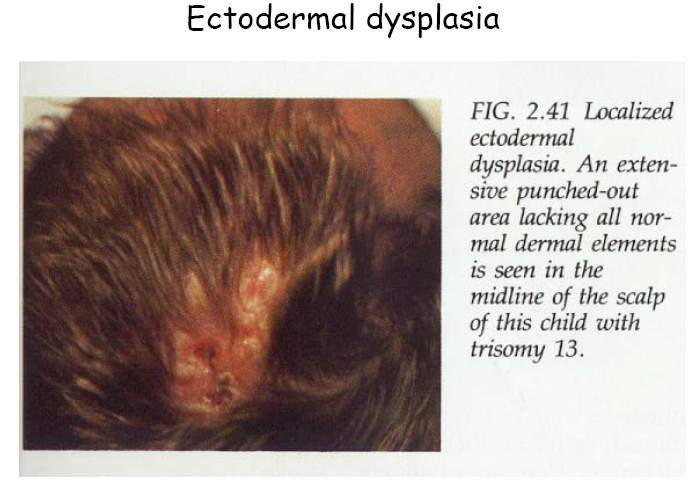 Ectodermal dysplasia
FIG. 2.41 Localized
ectodermal
dysplasia. An exten-
sive punched-out
area lacking all nor-
mal dermal elements
is seen in the
midline of the scalp
of this child with
trisomy 13.